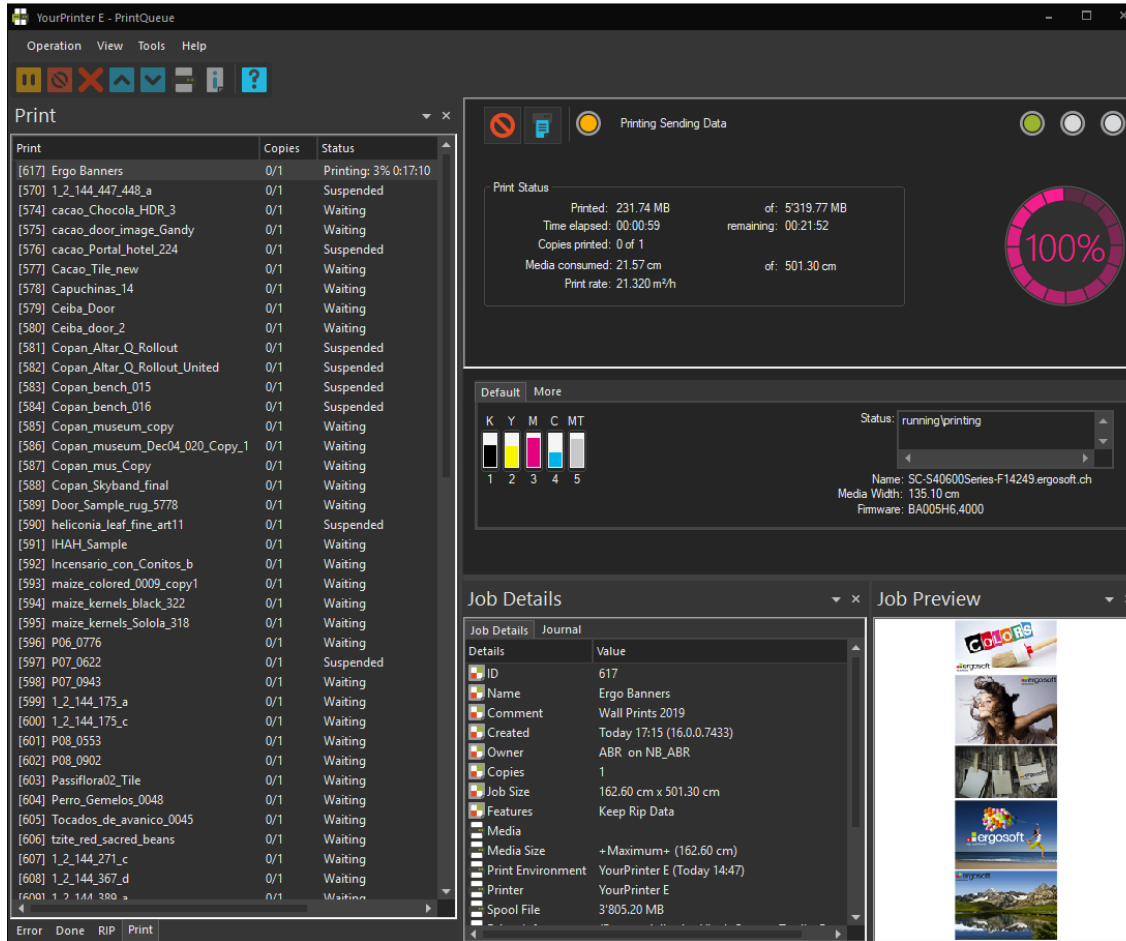 YourPrinter E - PrintQueue
Operation View Tools Help
Print
Print Copies Status
[617] Ergo Banners 0/1 Printing: 3% 0:17:10
[570] 1_2_144_447_448_a 0/1 Suspended
[574] cacao_Chocola_HDR_3 0/1 Waiting
[575] cacao_door_image_Gandy 0/1 Waiting
[576] cacao_Portal_hotel_224 0/1 Suspended
[577] Cacao_Tile_new 0/1 Waiting
[578] Capuchinas_14 0/1 Waiting
[579] Ceiba_Door 0/1 Waiting
[580] Ceiba_door_2 0/1 Waiting
[581] Copan_Altar_Q_Rollout 0/1 Suspended
[582] Copan_Altar_Q_Rollout_United 0/1 Suspended
[583] Copan_bench_015 0/1 Suspended
[584] Copan_bench_016 0/1 Suspended
[585] Copan_museum_copy 0/1 Waiting
[586] Copan_museum_Dec04_020_Copy_1 0/1 Waiting
[587] Copan_mus_Copy 0/1 Waiting
[588] Copan_Skyband_final 0/1 Waiting
[589] Door_Sample_rug_5778 0/1 Waiting
[590] heliconia_leaf_fine_art11 0/1 Suspended
[591] IHAH_Sample 0/1 Waiting
[592] Incensario_con_Conitos_b 0/1 Waiting
[593] maize_colored_0009_copy1 0/1 Waiting
[594] maize_kernels_black_322 0/1 Waiting
[595] maize_kernels_Solola_318 0/1 Waiting
[596] P06_0776 0/1 Waiting
[597] P07_0622 0/1 Suspended
[598] P07_0943 0/1 Waiting
[599] 1_2_144_175_a 0/1 Waiting
[600] 1_2_144_175_c 0/1 Waiting
[601] P08_0553 0/1 Waiting
[602] P08_0902 0/1 Waiting
[603] Passiflora02_Tile 0/1 Waiting
[604] Perro_Gemelos_0048 0/1 Waiting
[605] Tocados_de_avanico_0045 0/1 Waiting
[606] tzite_red_sacred_beans 0/1 Waiting
[607] 1_2_144_271_c 0/1 Waiting
[608] 1_2_144_367_d 0/1 Waiting
[609] 1_2_144_389_a 0/1 Waiting
Error Done RIP Print
Printing Sending Data
Print Status
Printed: 231.74 MB of: 5'319.77 MB
Time elapsed: 00:00:59 remaining: 00:21:52
Copies printed: 0 of 1
Media consumed: 21.57 cm of: 501.30 cm
Print rate: 21.320 m²/h
100%
Default More
K Y M C MT
1 2 3 4 5
Status: running\printing
Name: SC-S40600Series-F14249.ergosoft.ch
Media Width: 135.10 cm
Firmware: BA005H6,4000
Job Details
Job Details Journal
Details Value
ID 617
Name Ergo Banners
Comment Wall Prints 2019
Created Today 17:15 (16.0.0.7433)
Owner ABR on NB_ABR
Copies 1
Job Size 162.60 cm x 501.30 cm
Features Keep Rip Data
Media
Media Size +Maximum+ (162.60 cm)
Print Environment YourPrinter E (Today 14:47)
Printer YourPrinter E
Spool File 3'805.20 MB
Job Preview
COLORS
ergosoft
ergosoft
ergosoft
ergosoft
ergosoft